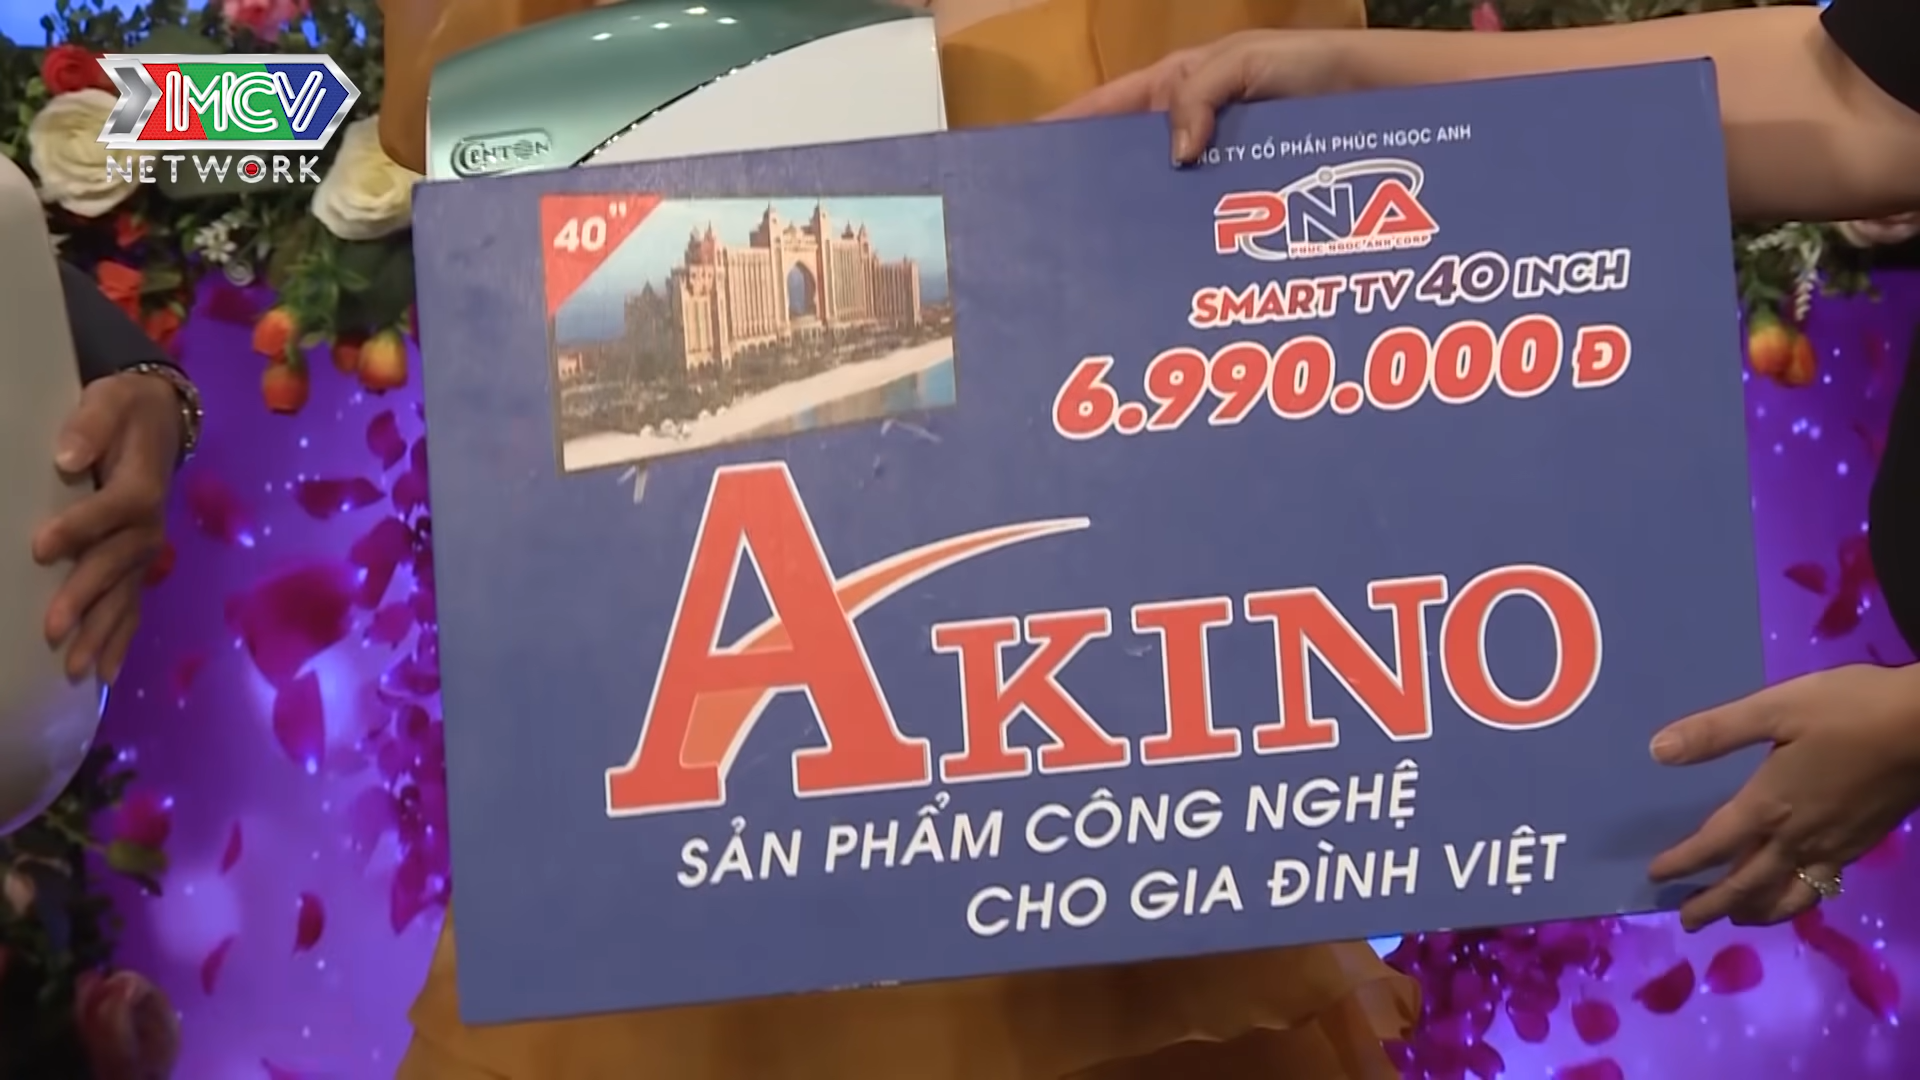 MCV
NETWORK
CENTON
40"
TY CỔ PHẦN PHÚC NGỌC ANH
PNA
PHUC NGOC ANH CORP
SMART TV 40 INCH
6.990.000 Đ
AKINO
SẢN PHẨM CÔNG NGHỆ
CHO GIA ĐÌNH VIỆT